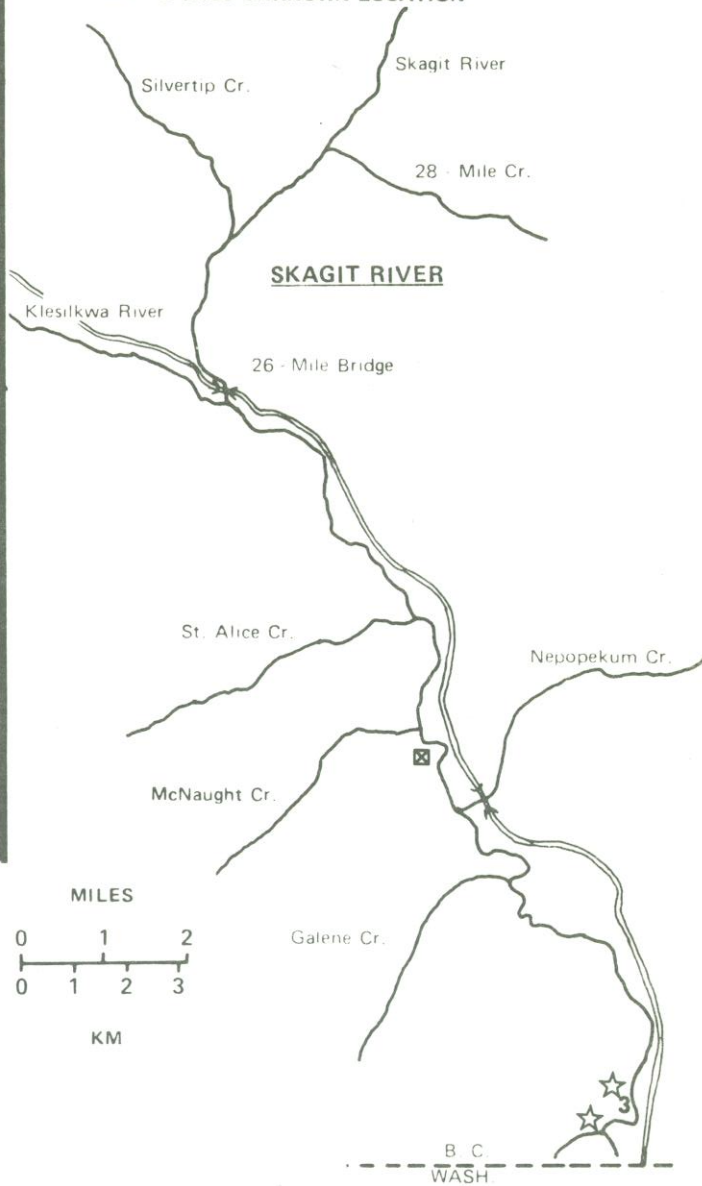 Skagit River
Silvertip Cr.
28 - Mile Cr.
SKAGIT RIVER
Klesilkwa River
26 - Mile Bridge
St. Alice Cr.
Nepopekum Cr.
McNaught Cr.
MILES
0 1 2
0 1 2 3
KM
Galene Cr.
3
B. C.
WASH.